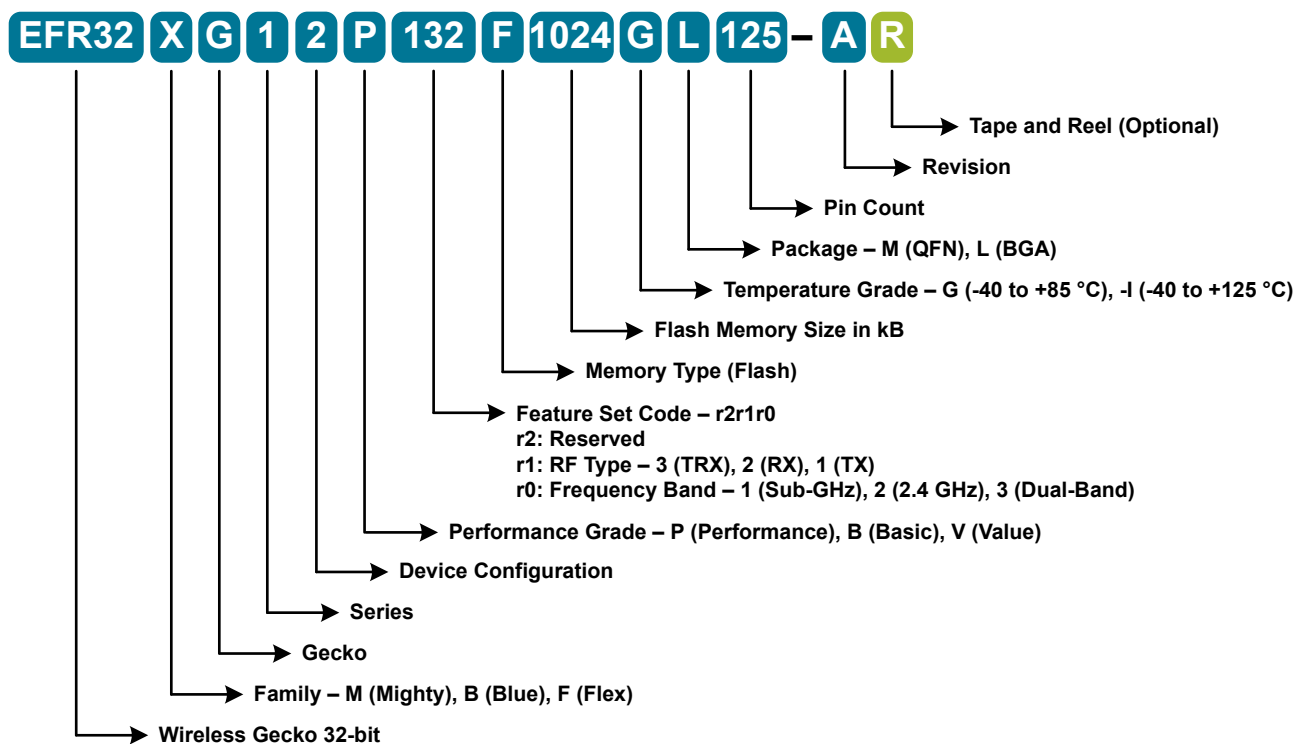 EFR32 X G 1 2 P 132 F 1024 G L 125 – A R
Tape and Reel (Optional)
Revision
Pin Count
Package – M (QFN), L (BGA)
Temperature Grade – G (-40 to +85 °C), -I (-40 to +125 °C)
Flash Memory Size in kB
Memory Type (Flash)
Feature Set Code – r2r1r0
r2: Reserved
r1: RF Type – 3 (TRX), 2 (RX), 1 (TX)
r0: Frequency Band – 1 (Sub-GHz), 2 (2.4 GHz), 3 (Dual-Band)
Performance Grade – P (Performance), B (Basic), V (Value)
Device Configuration
Series
Gecko
Family – M (Mighty), B (Blue), F (Flex)
Wireless Gecko 32-bit